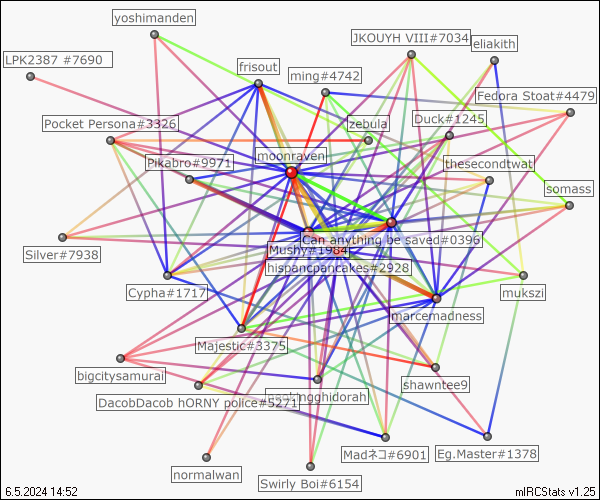 yoshimanden
JKOUYH VIII#7034
eliakith
LPK2387 #7690
frisout
ming#4742
Fedora Stoat#4479
Pocket Persona#3326
zebula
Duck#1245
moonraven
Pikabro#9971
thesecondtwat
somass
Can anything be saved#0396
Mushy#1984
Silver#7938
hispancpancakes#2928
Cypha#1717
mukszi
marcemadness
Majestic#3375
bigcitysamurai
shawntee9
DacobDacob hORNY police#5271
ngghidorah
Madネコ#6901
Eg.Master#1378
normalwan
Swirly Boi#6154
6.5.2024 14:52
mIRCStats v1.25